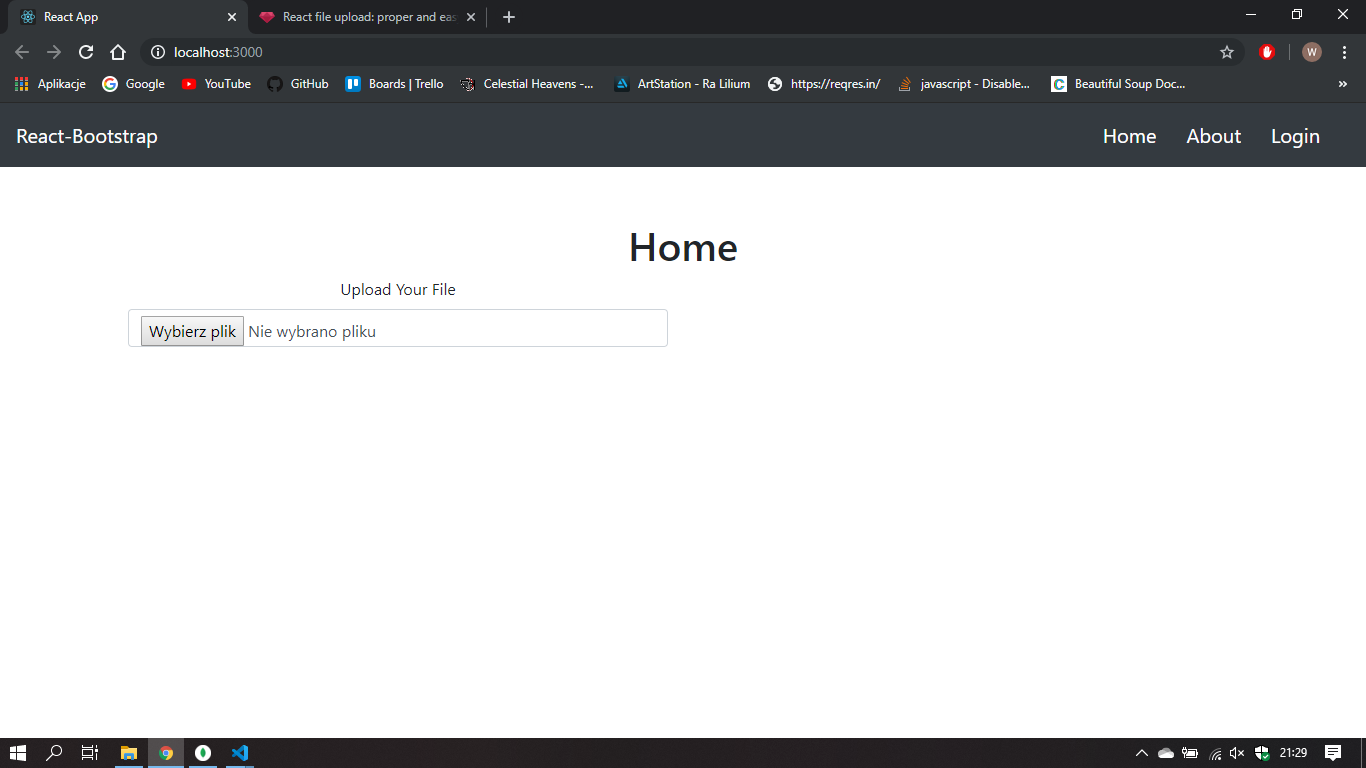 React App
React file upload: proper and eas
localhost:3000
W
Aplikacje
Google
YouTube
GitHub
Boards | Trello
Celestial Heavens -...
ArtStation - Ra Lilium
https://reqres.in/
javascript - Disable...
Beautiful Soup Doc...
»
React-Bootstrap
Home
About
Login
Home
Upload Your File
Wybierz plik Nie wybrano pliku
21:29